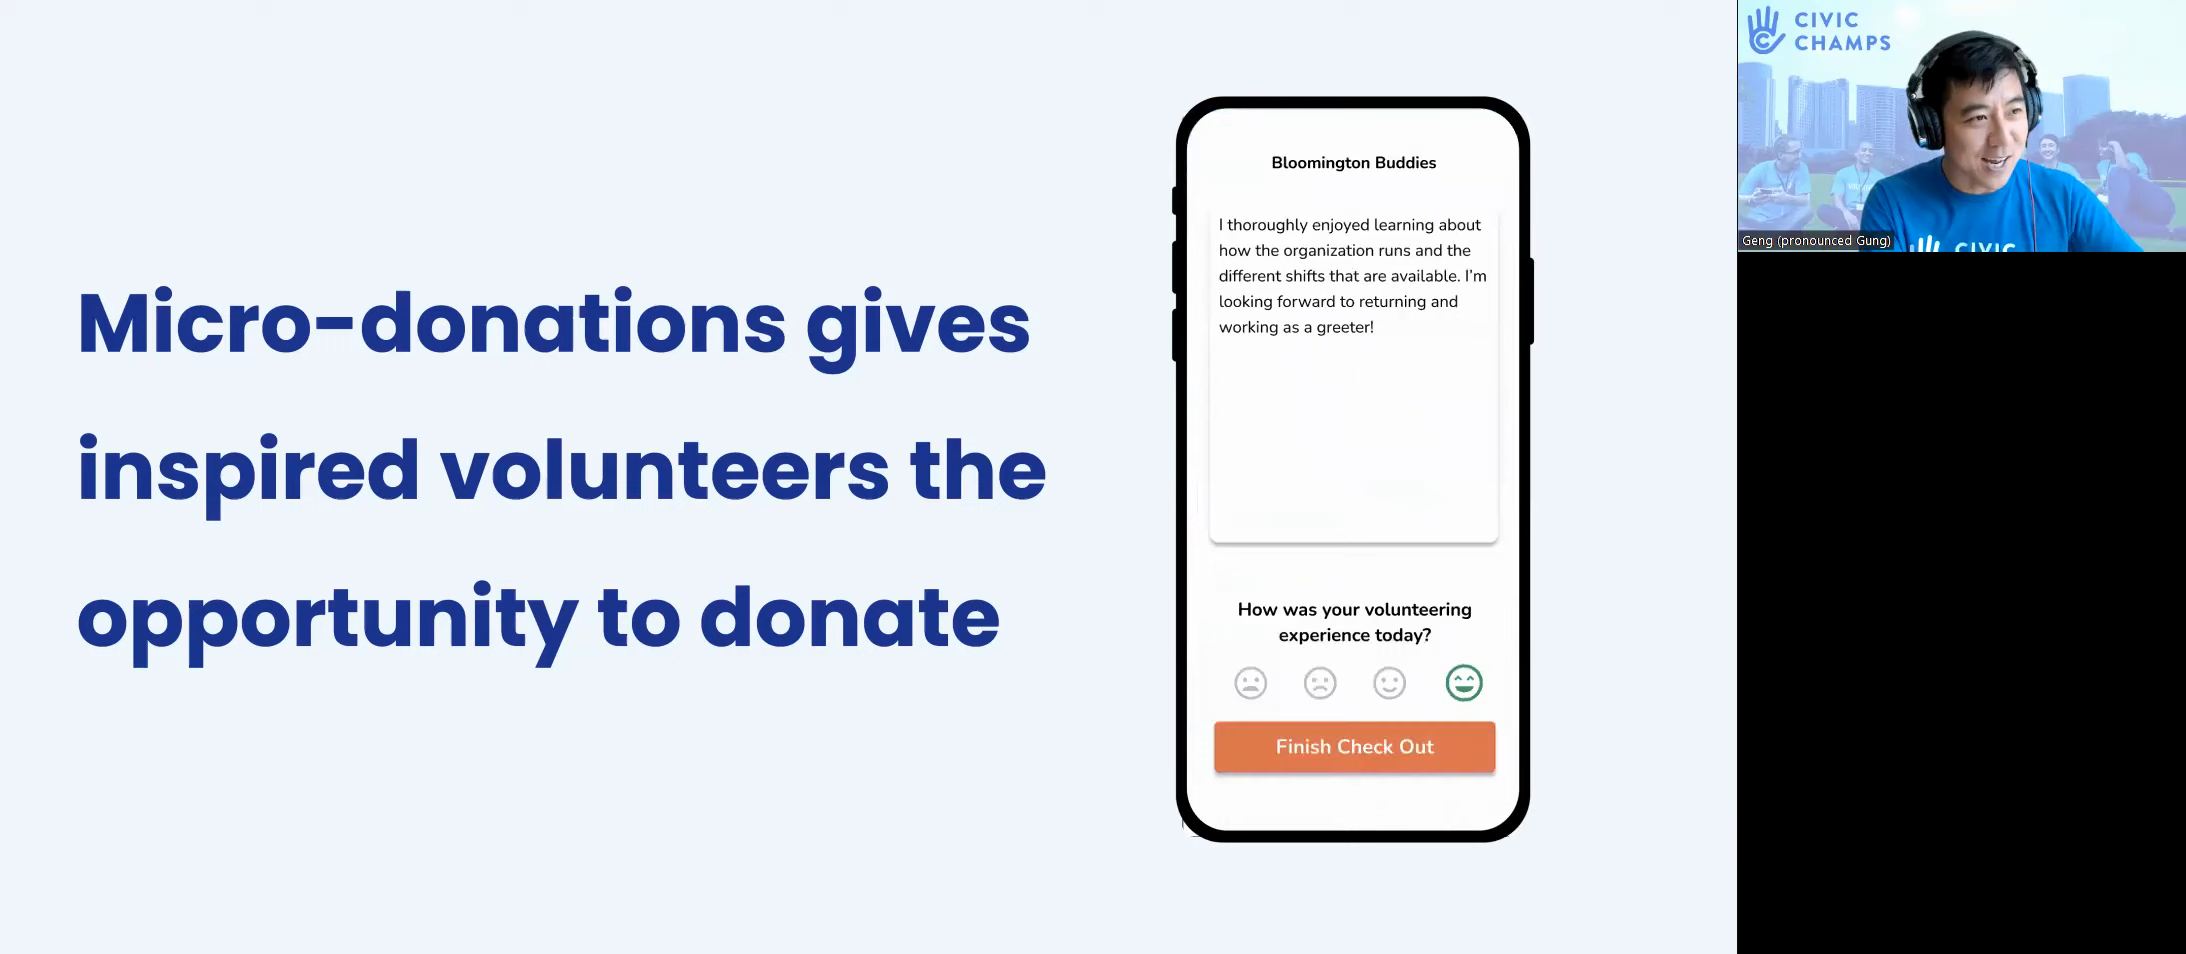 Micro-donations gives
inspired volunteers the
opportunity to donate
Bloomington Buddies
I thoroughly enjoyed learning about
how the organization runs and the
different shifts that are available. I'm
looking forward to returning and
working as a greeter!
How was your volunteering
experience today?
Finish Check Out
CIVIC
CHAMPS
CIVIC
Geng (pronounced Gung)